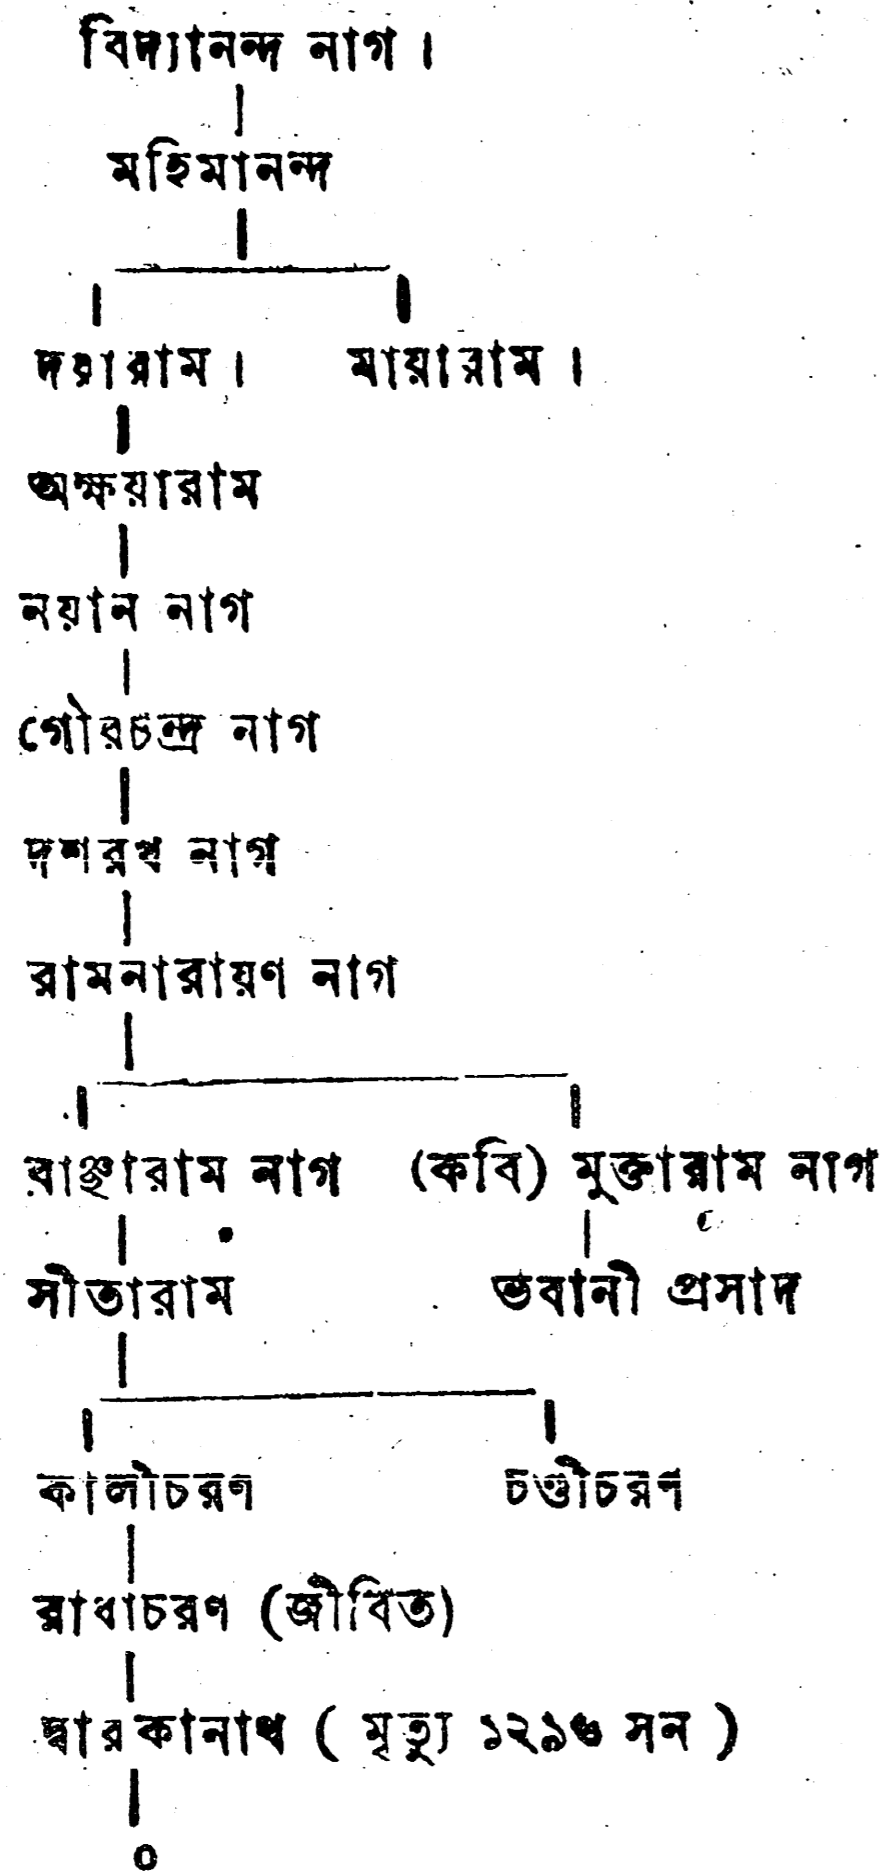 বিদ্যানন্দ নাগ।
মহিমানন্দ
দয়ারাম। মায়ারাম।
অক্ষয়ারাম
নয়ান নাগ
গৌরচন্দ্র নাগ
দশরথ নাগ
রামনারায়ণ নাগ
বাঞ্ছারাম নাগ (কবি) মুক্তারাম নাগ
সীতারাম ভবানী প্রসাদ
কালীচরণ চণ্ডীচরণ
রাধাচরণ (জীবিত)
দ্বারকানাথ ( মৃত্যু ১২৯৬ সন )
০